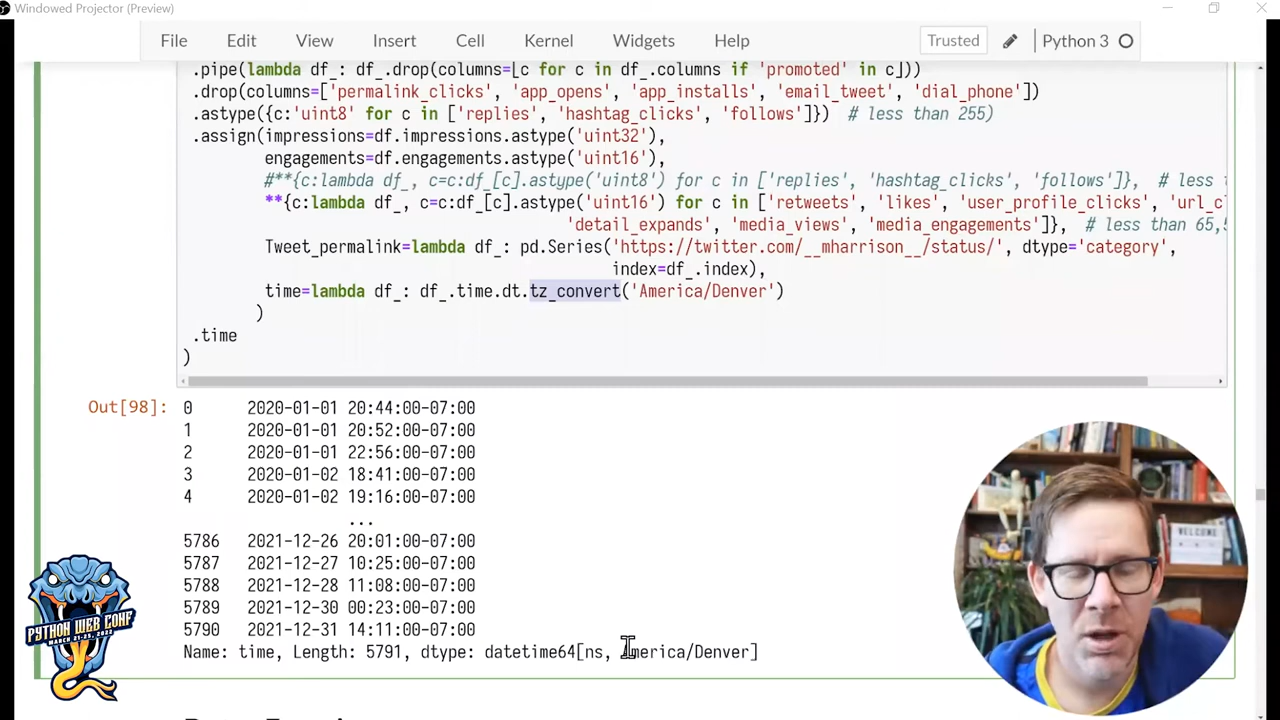 Windowed Projector (Preview)
File Edit View Insert Cell Kernel Widgets Help Trusted Python 3
.pipe(lambda df_: df_.drop(columns=[c for c in df_.columns if 'promoted' in c]))
.drop(columns=['permalink_clicks', 'app_opens', 'app_installs', 'email_tweet', 'dial_phone'])
.astype({c:'uint8' for c in ['replies', 'hashtag_clicks', 'follows']}) # less than 255)
.assign(impressions=df.impressions.astype('uint32'),
engagements=df.engagements.astype('uint16'),
#**{c:lambda df_, c=c:df_[c].astype('uint8') for c in ['replies', 'hashtag_clicks', 'follows']}, # less t
**{c:lambda df_, c=c:df_[c].astype('uint16') for c in ['retweets', 'likes', 'user_profile_clicks', 'url_cl
'detail_expands', 'media_views', 'media_engagements']}, # less than 65,5
Tweet_permalink=lambda df_: pd.Series('https://twitter.com/__mharrison__/status/', dtype='category',
index=df_.index),
time=lambda df_: df_.time.dt.tz_convert('America/Denver')
)
.time
)
Out[98]: 0 2020-01-01 20:44:00-07:00
1 2020-01-01 20:52:00-07:00
2 2020-01-01 22:56:00-07:00
3 2020-01-02 18:41:00-07:00
4 2020-01-02 19:16:00-07:00
...
5786 2021-12-26 20:01:00-07:00
5787 2021-12-27 10:25:00-07:00
5788 2021-12-28 11:08:00-07:00
5789 2021-12-30 00:23:00-07:00
5790 2021-12-31 14:11:00-07:00
Name: time, Length: 5791, dtype: datetime64[ns, America/Denver]
PYTHON WEB CONF
MARCH 21-25, 2022
WELCOME